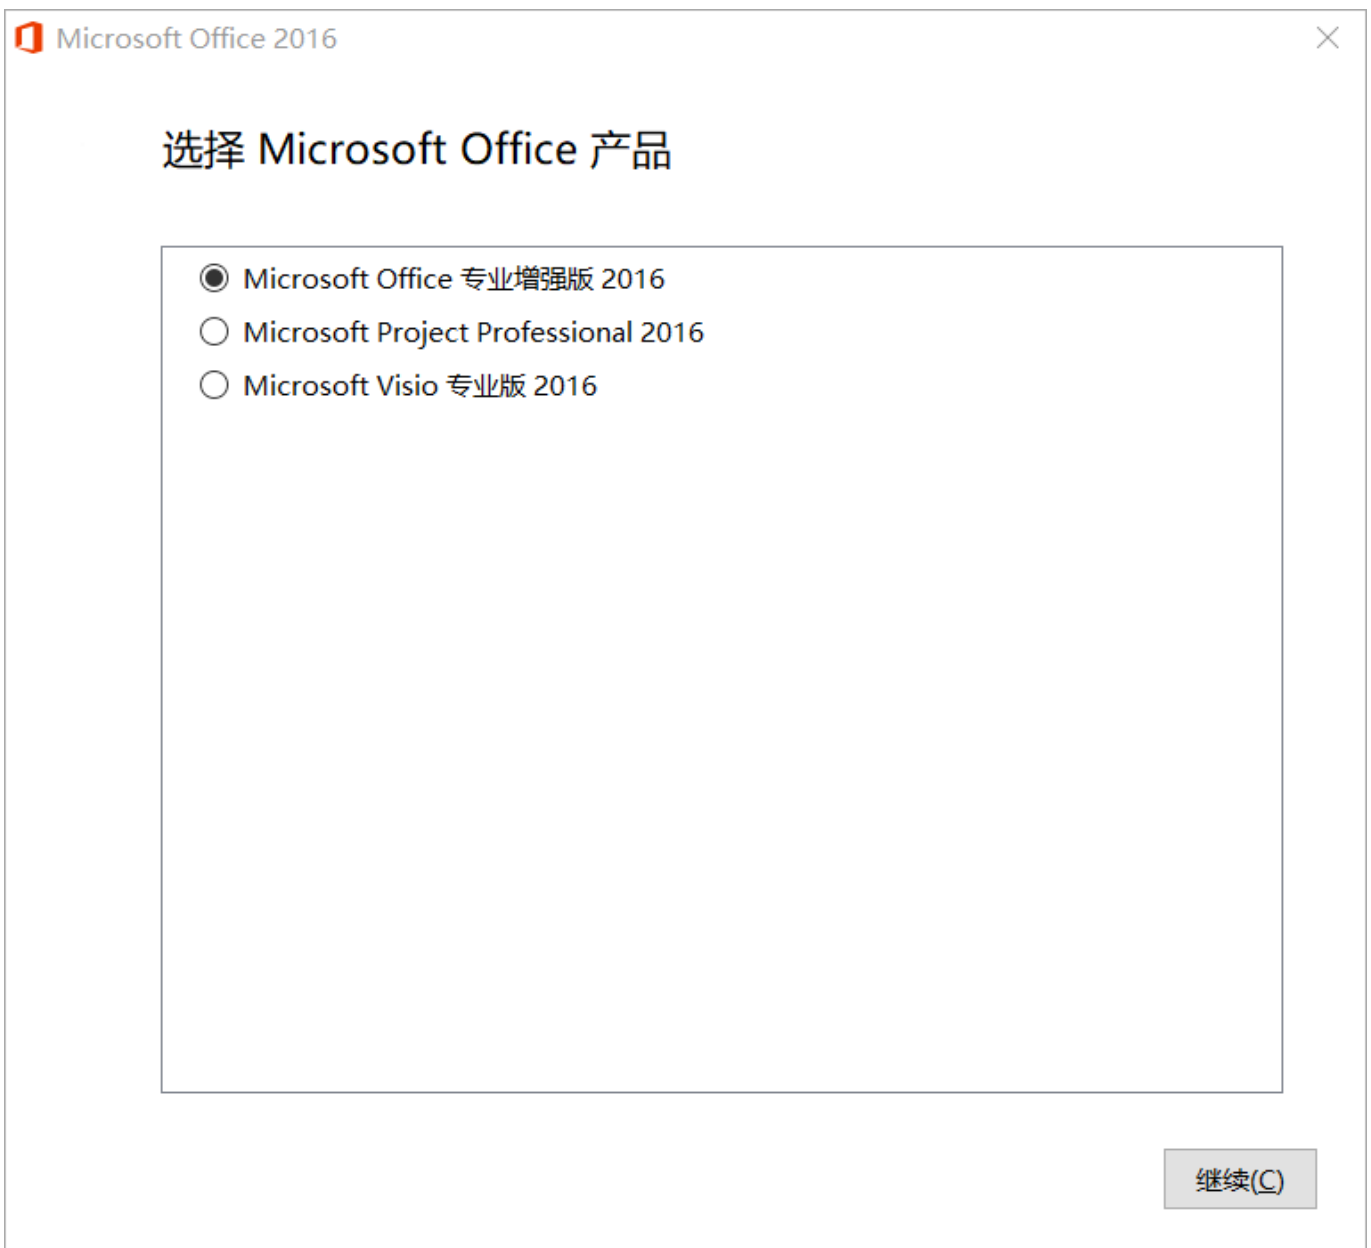 Microsoft Office 2016
选择 Microsoft Office 产品
Microsoft Office 专业增强版 2016
Microsoft Project Professional 2016
Microsoft Visio 专业版 2016
继续(C)